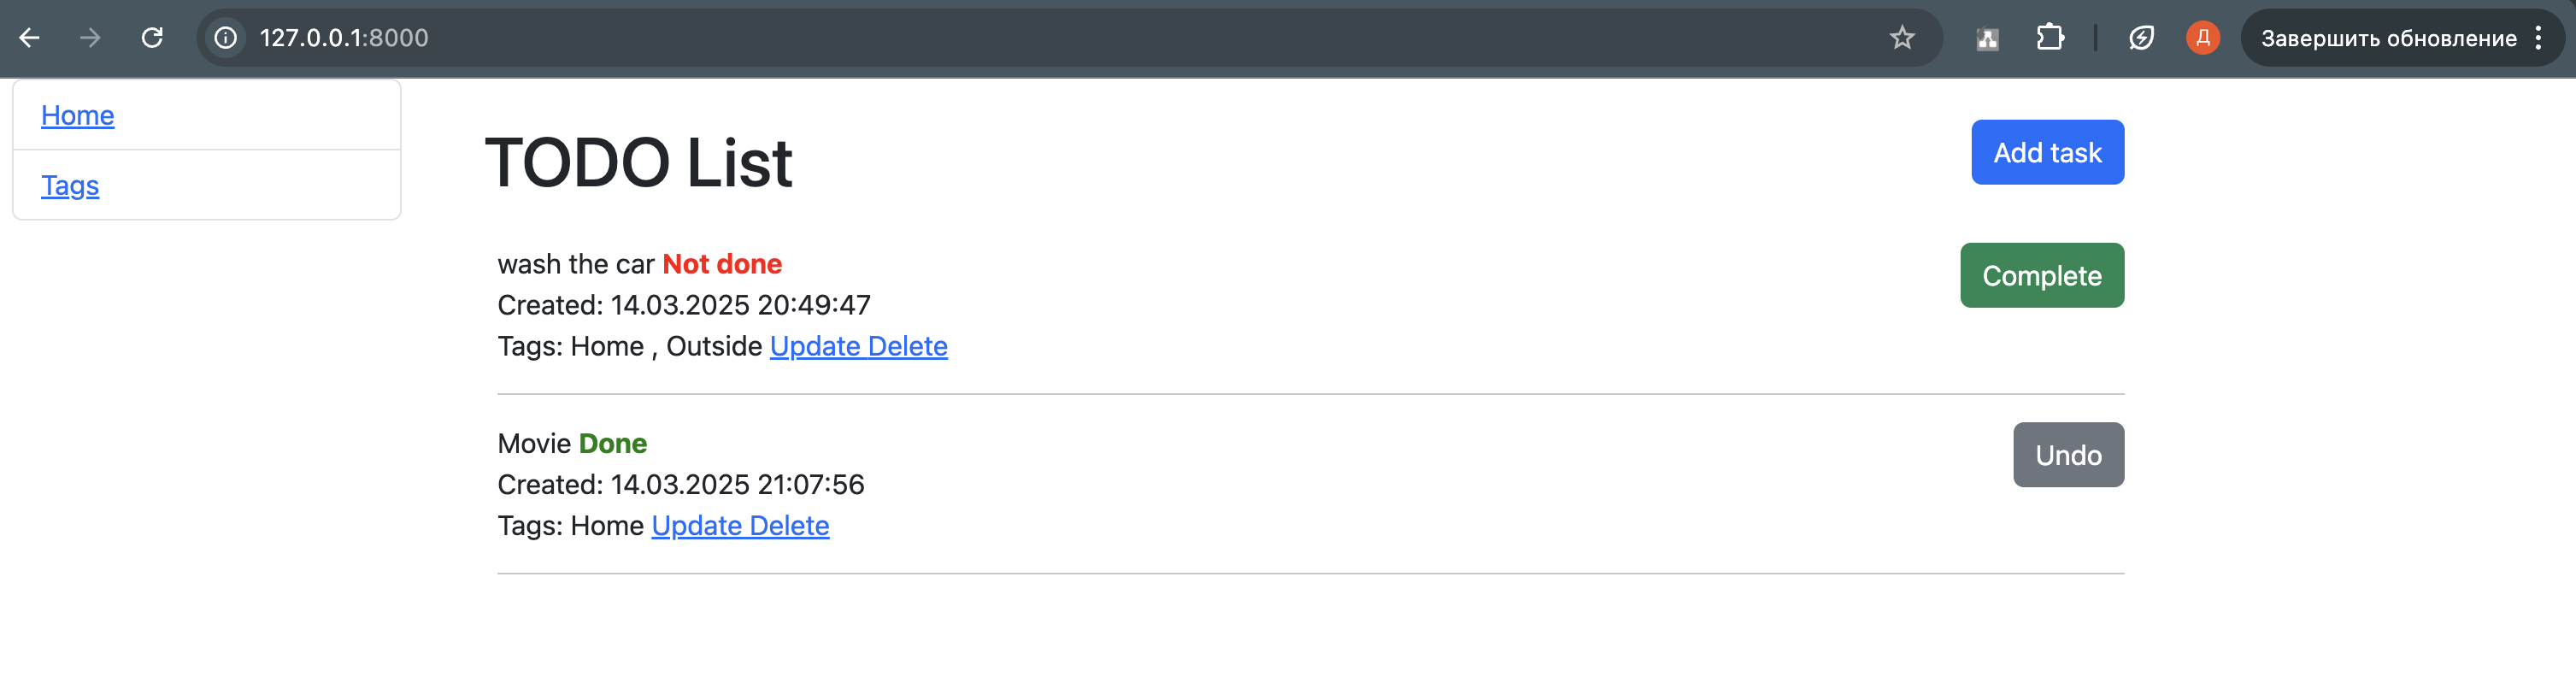 127.0.0.1:8000
Д
Завершить обновление
Home
Tags
TODO List
Add task
wash the car Not done
Complete
Created: 14.03.2025 20:49:47
Tags: Home , Outside Update Delete
Movie Done
Undo
Created: 14.03.2025 21:07:56
Tags: Home Update Delete